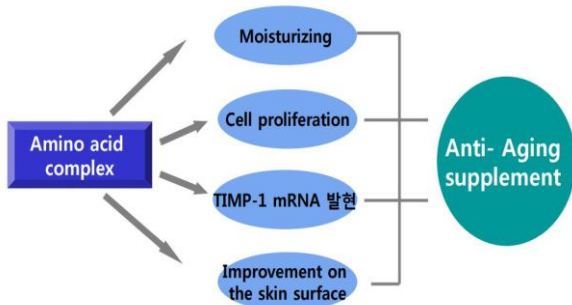 Moisturizing
Cell proliferation
Amino acid
complex
TIMP-1 mRNA 발현
Improvement on
the skin surface
Anti- Aging
supplement